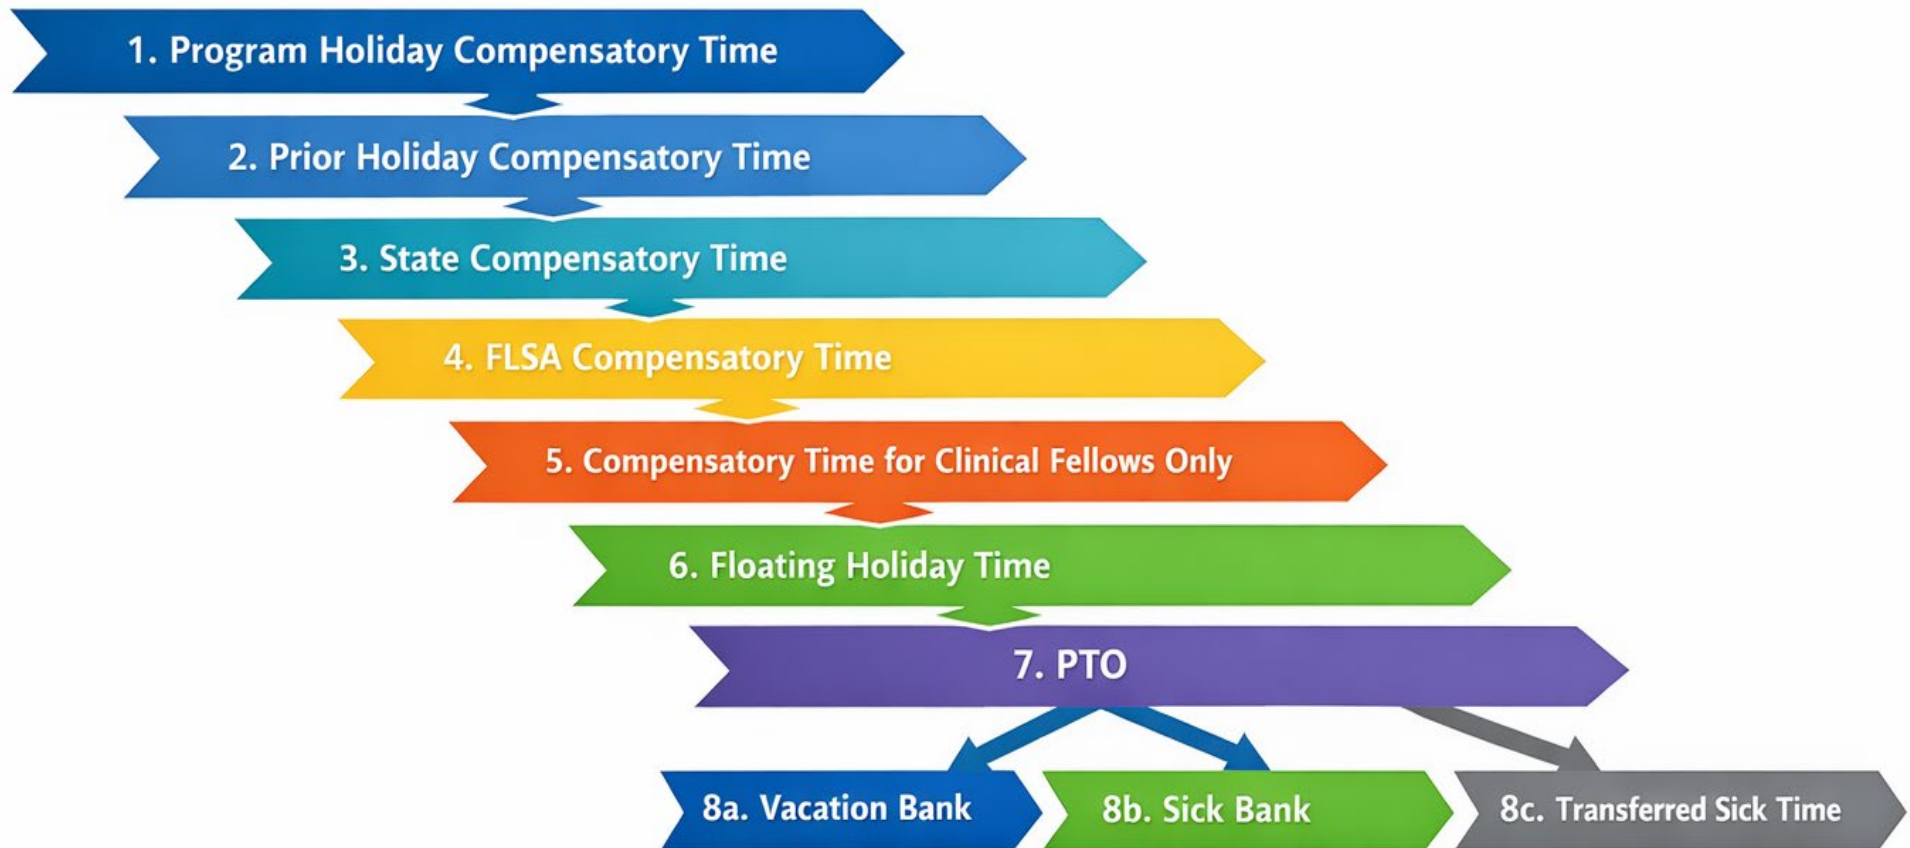 1. Program Holiday Compensatory Time
2. Prior Holiday Compensatory Time
3. State Compensatory Time
4. FLSA Compensatory Time
5. Compensatory Time for Clinical Fellows Only
6. Floating Holiday Time
7. PTO
8a. Vacation Bank
8b. Sick Bank
8c. Transferred Sick Time